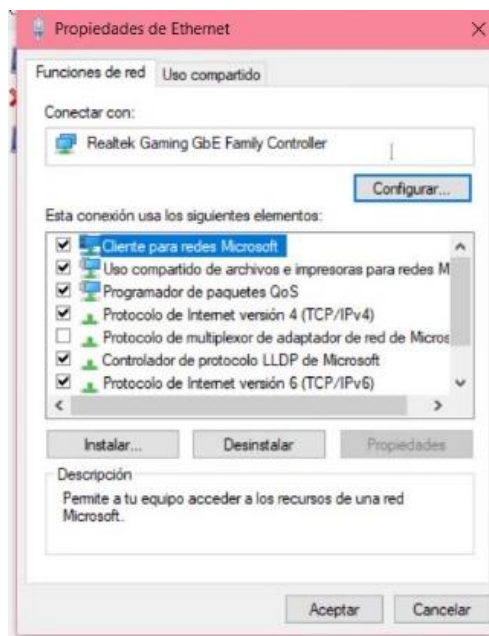 Propiedades de Ethernet
Funciones de red
Uso compartido
Conectar con:
Realtek Gaming GbE Family Controller
Configurar...
Esta conexión usa los siguientes elementos:
Cliente para redes Microsoft
Uso compartido de archivos e impresoras para redes M
Programador de paquetes QoS
Protocolo de Internet versión 4 (TCP/IPv4)
Protocolo de multiplexor de adaptador de red de Micros
Controlador de protocolo LLDP de Microsoft
Protocolo de Internet versión 6 (TCP/IPv6)
Instalar...
Desinstalar
Propiedades
Descripción
Permite a tu equipo acceder a los recursos de una red
Microsoft.
Aceptar
Cancelar